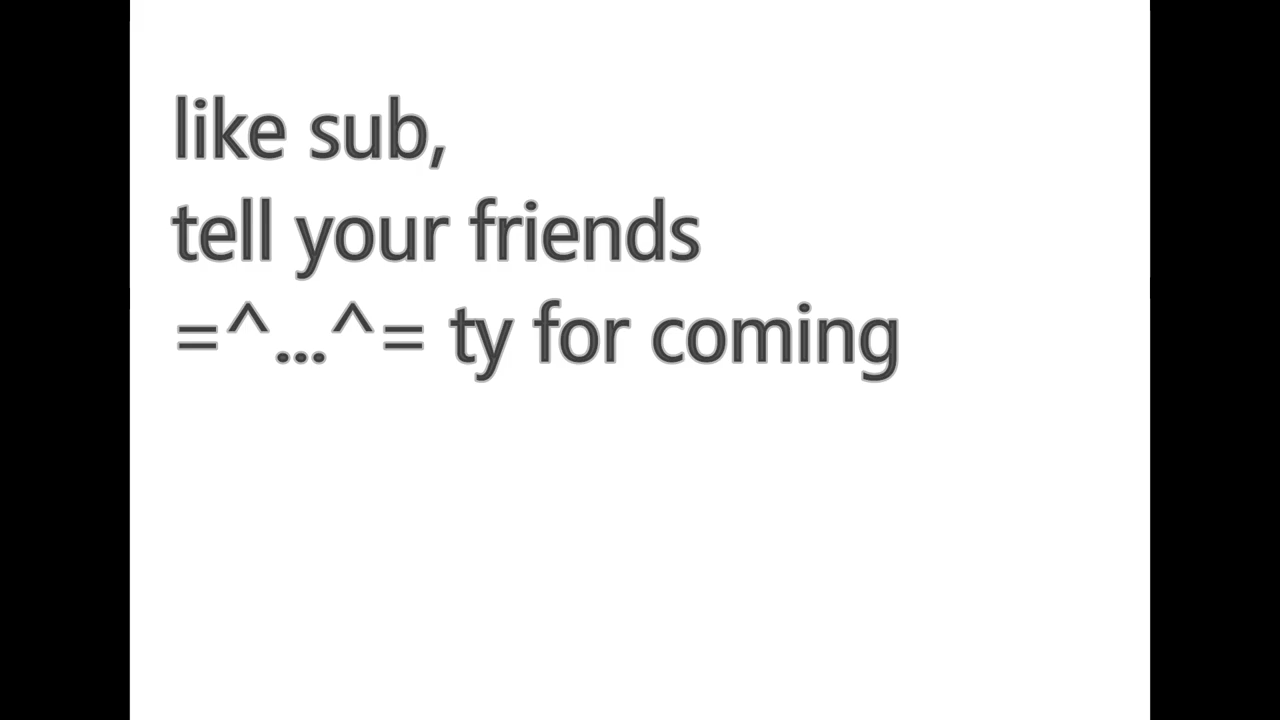 like sub,
tell your friends
=^...^= ty for coming